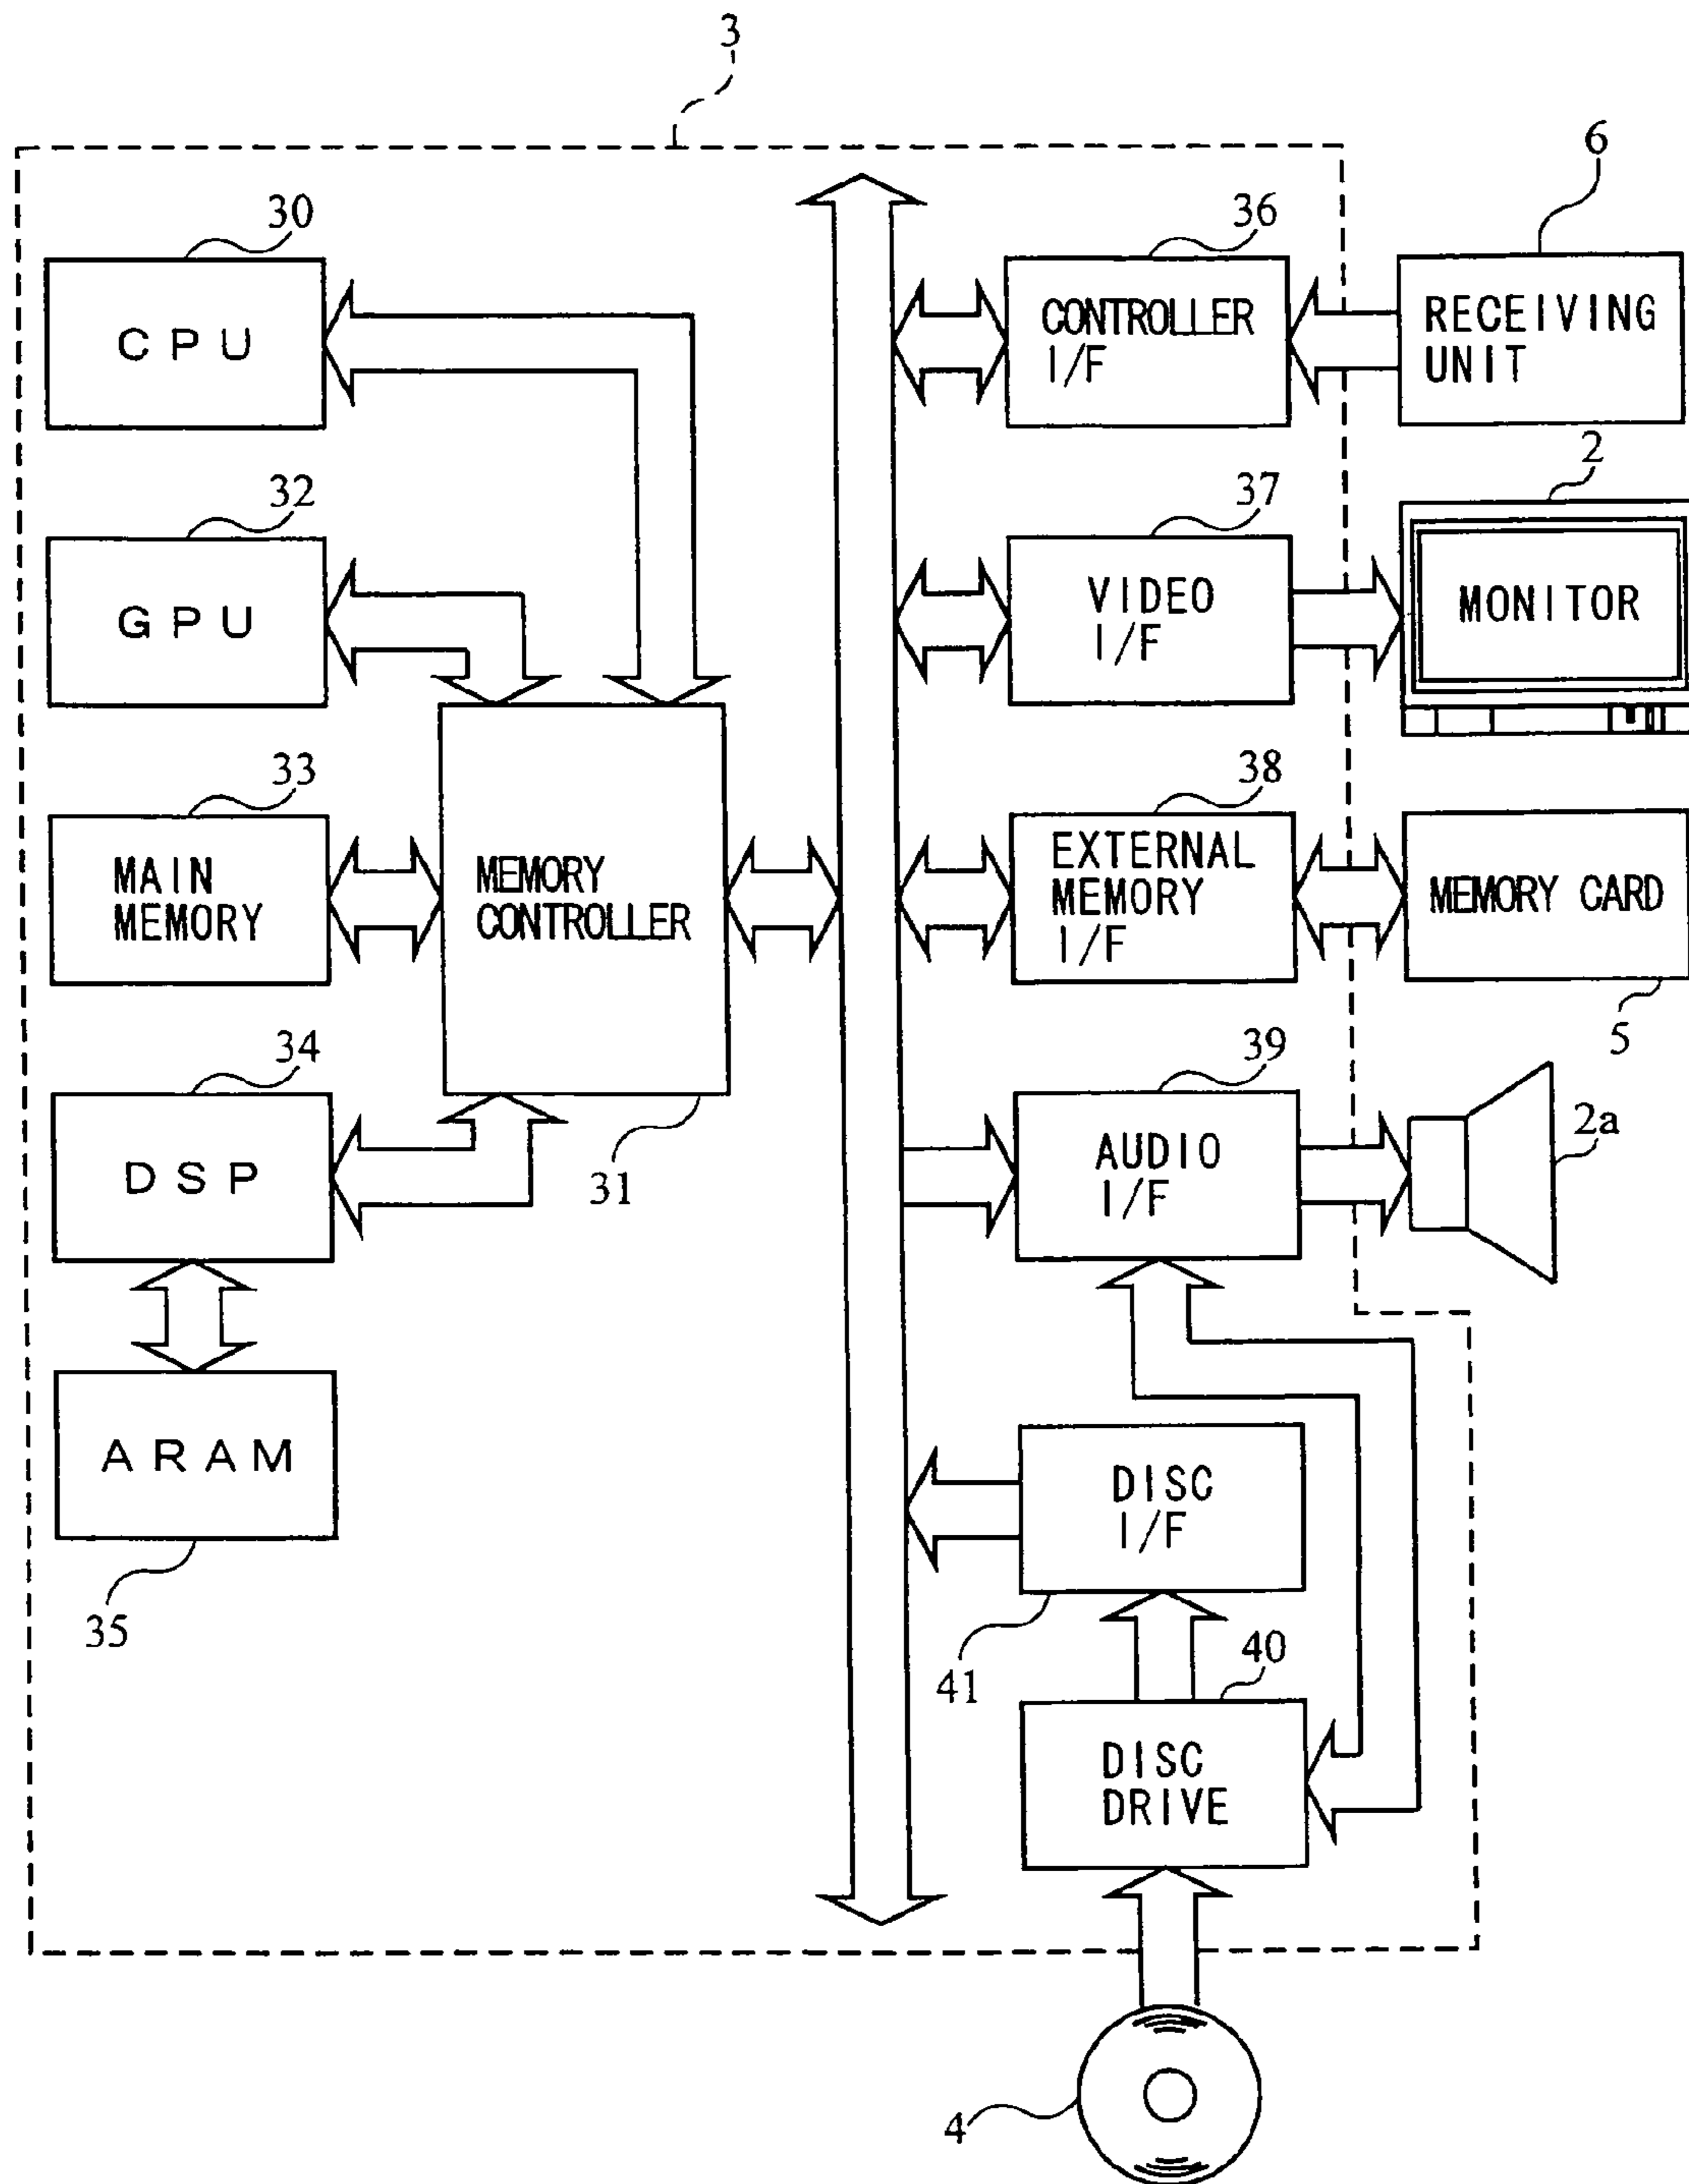 3
6
30
36
CPU
CONTROLLER
I/F
RECEIVING
UNIT
2
32
37
GPU
VIDEO
I/F
MONITOR
33
38
MAIN
MEMORY
MEMORY
CONTROLLER
EXTERNAL
MEMORY
I/F
MEMORY CARD
5
34
39
31
DSP
AUDIO
I/F
2a
ARAM
35
DISC
I/F
41
40
DISC
DRIVE
4